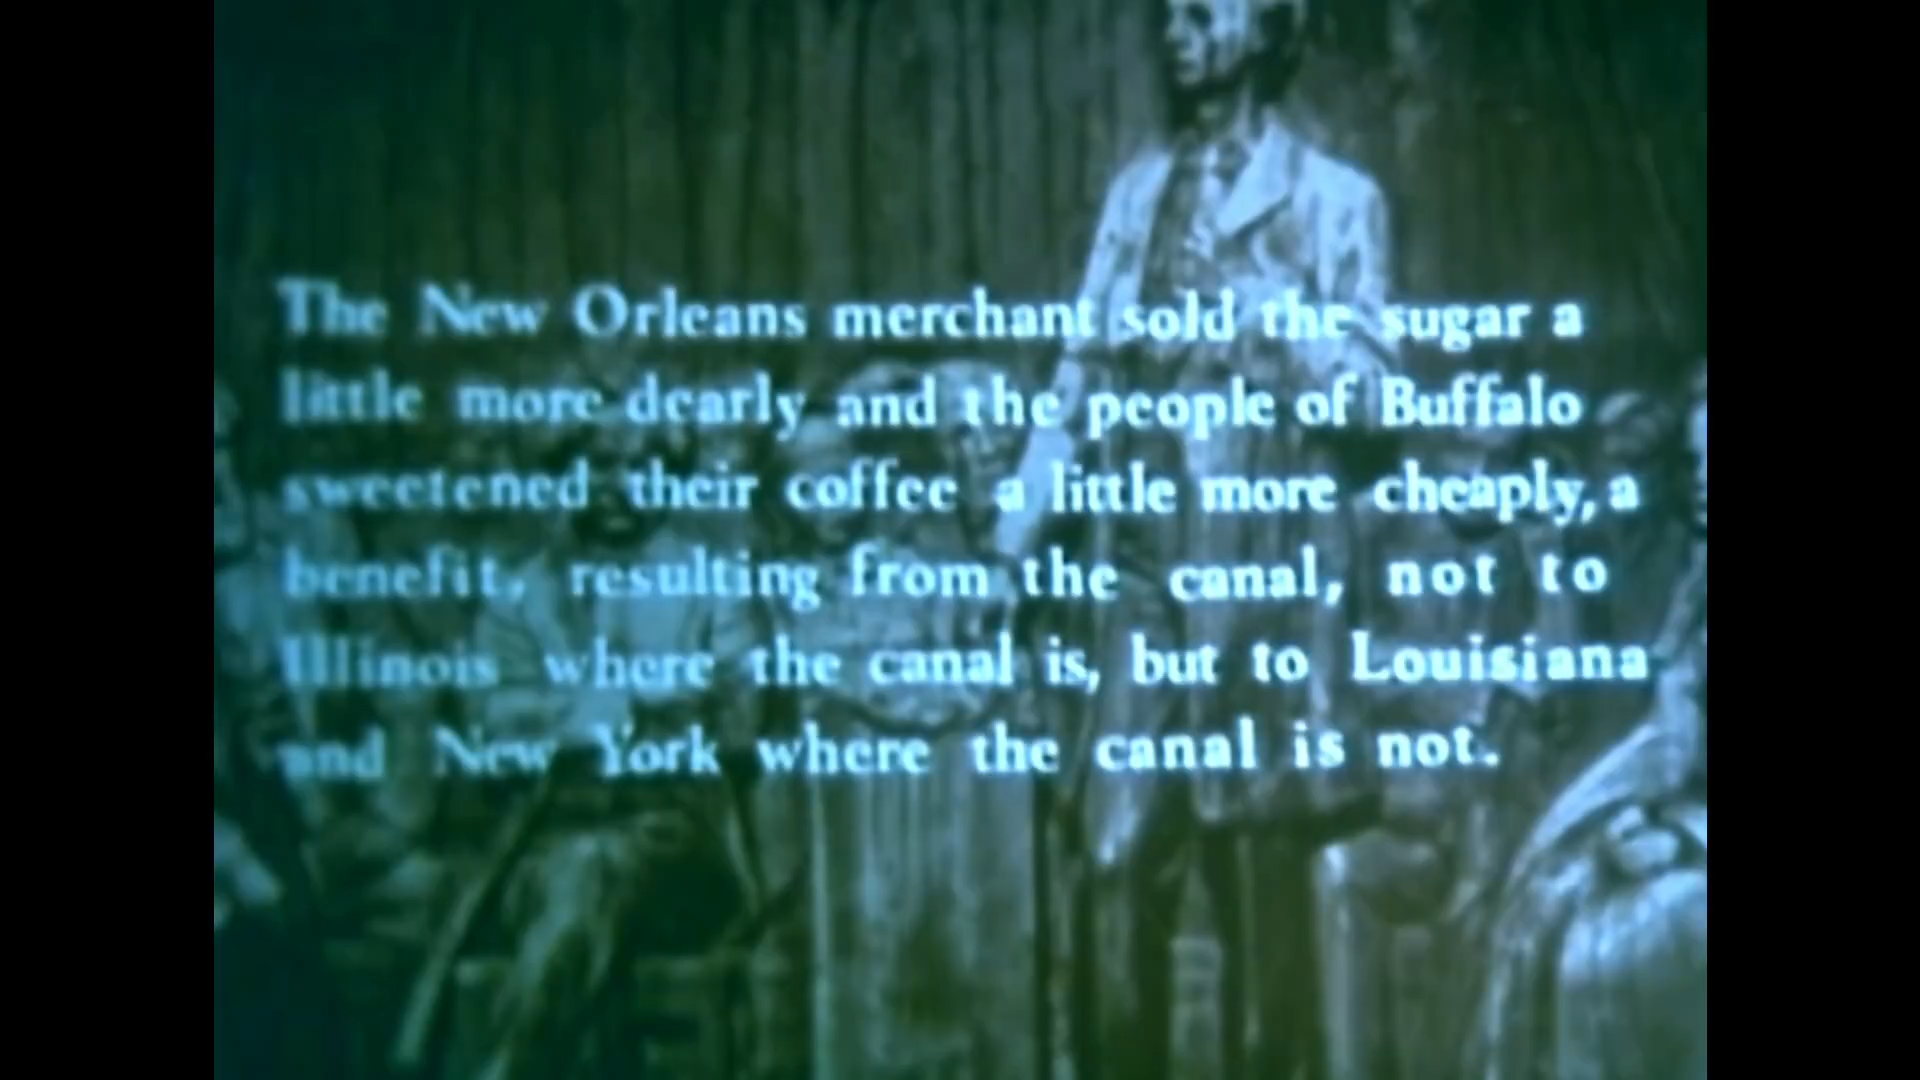 The New Orleans merchant sold the sugar a
little more dearly and the people of Buffalo
sweetened their coffee a little more cheaply, a
benefit, resulting from the canal, not to
Illinois where the canal is, but to Louisiana
and New York where the canal is not.